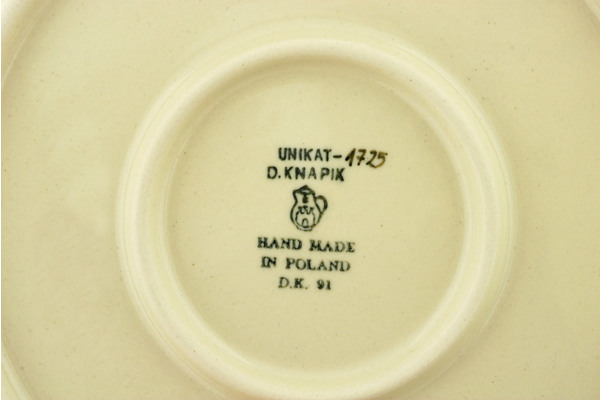 UNIKAT-1725
D.KNAPIK
HAND MADE
IN POLAND
D.K. 91